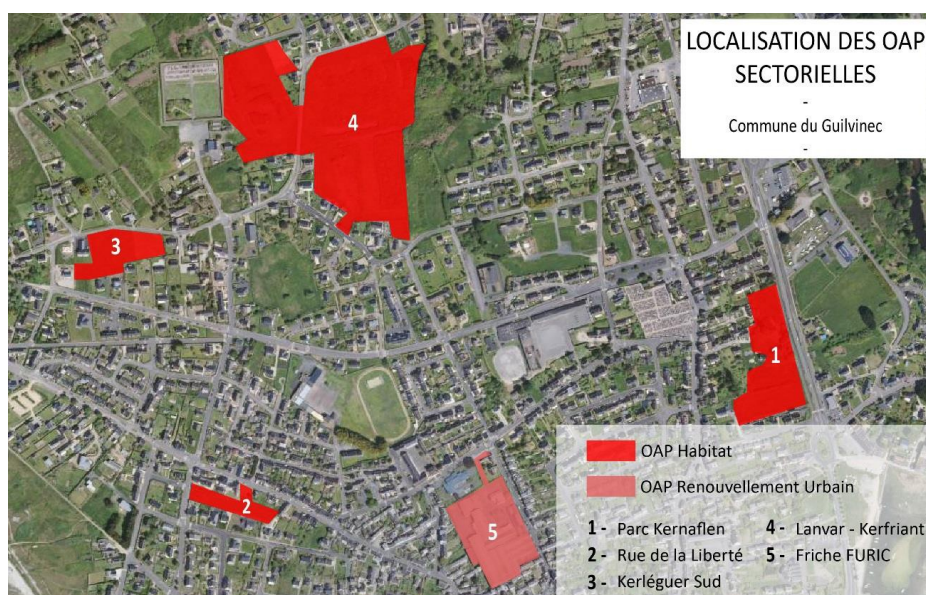 LOCALISATION DES OAP
SECTORIELLES
-
Commune du Guilvinec
-
4
3
1
2
5
OAP Habitat
OAP Renouvellement Urbain
1 - Parc Kernaflen
2 - Rue de la Liberté
3 - Kerléguer Sud
4 - Lanvar - Kerfriant
5 - Friche FURIC